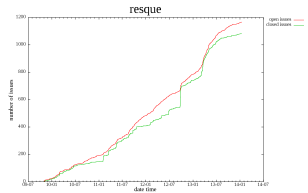 resque
open issues
closed issues
number of issues
1200
1000
800
600
400
200
0
09-07 10-01 10-07 11-01 11-07 12-01 12-07 13-01 13-07 14-01 14-07
date time